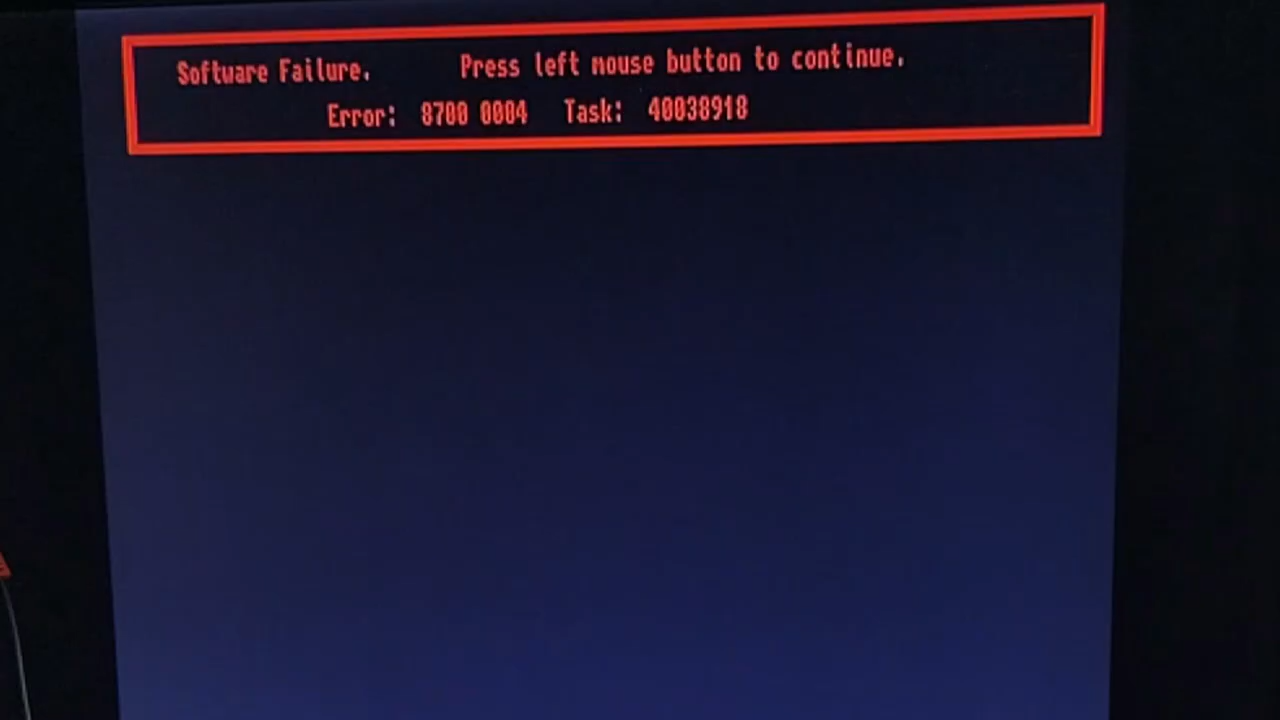 Software Failure. Press left mouse button to continue.
Error: 8700 0004 Task: 40038918